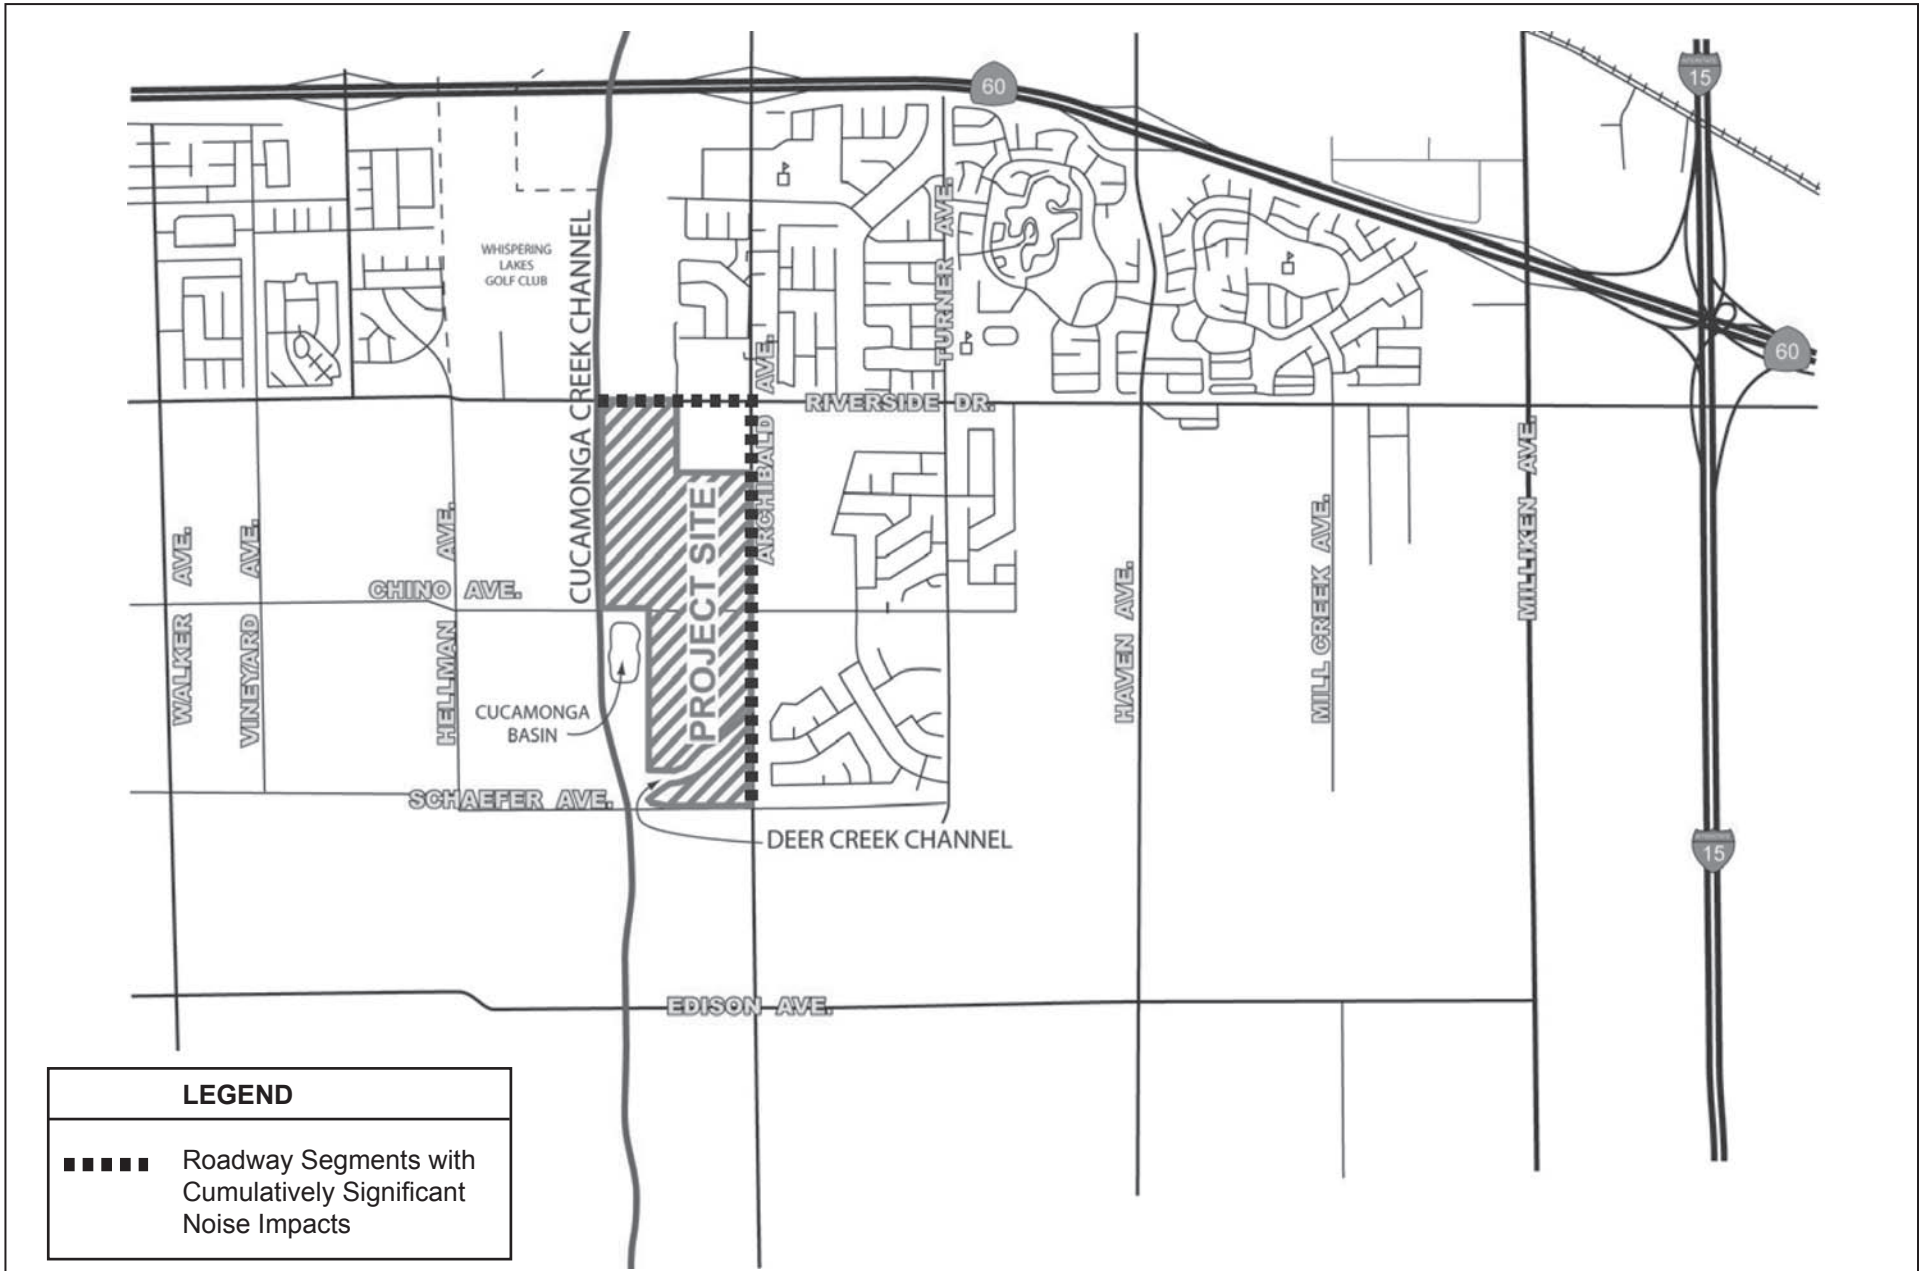 60
INTERSTATE
15
WHISPERING
LAKES
GOLF CLUB
CUCAMONGA CREEK CHANNEL
TURNER AVE.
60
ARCHIBALD AVE.
RIVERSIDE DR.
PROJECT SITE
WALKER AVE.
VINEYARD AVE.
HELLMAN AVE.
CHINO AVE.
HAVEN AVE.
MILL CREEK AVE.
MILLIKEN AVE.
CUCAMONGA
BASIN
SCHAEFER AVE.
DEER CREEK CHANNEL
INTERSTATE
15
EDISON AVE.
LEGEND
Roadway Segments with
Cumulatively Significant
Noise Impacts